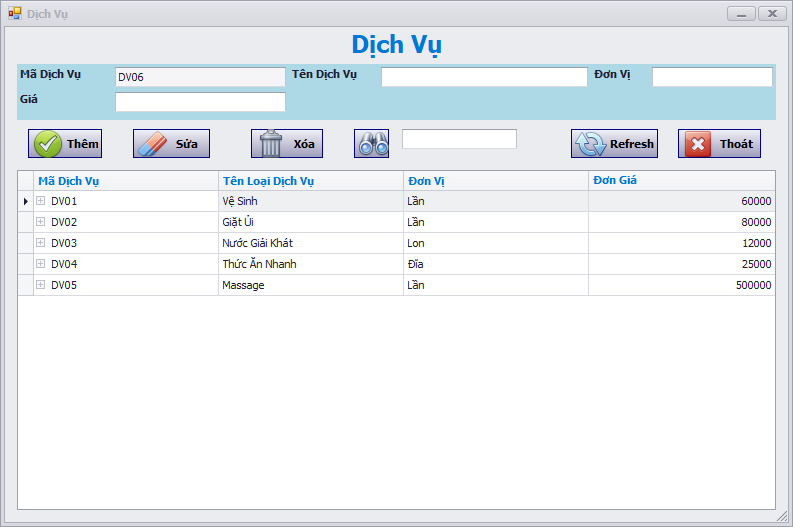 Dịch Vụ
Dịch Vụ
Mã Dịch Vụ DV06 Tên Dịch Vụ Đơn Vị
Giá
Thêm Sửa Xóa Refresh Thoát
Mã Dịch Vụ Tên Loại Dịch Vụ Đơn Vị Đơn Giá
DV01 Vệ Sinh Lần 60000
DV02 Giặt Ủi Lần 80000
DV03 Nước Giải Khát Lon 12000
DV04 Thức Ăn Nhanh Đĩa 25000
DV05 Massage Lần 500000